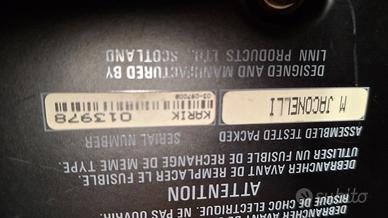 RISQUE DE CHOC ELECTRIQUE. NE PAS OUVRIR.
ATTENTION
DEBRANCHER AVANT DE REMPLACER LE FUSIBLE.
UTILISER UN FUSIBLE DE RECHANGE DE MEME TYPE.
ASSEMBLED TESTED PACKED
SERIAL NUMBER
M JACONELLI
013978
KARIK
DESIGNED AND MANUFACTURED BY
LINN PRODUCTS LTD. SCOTLAND
subito